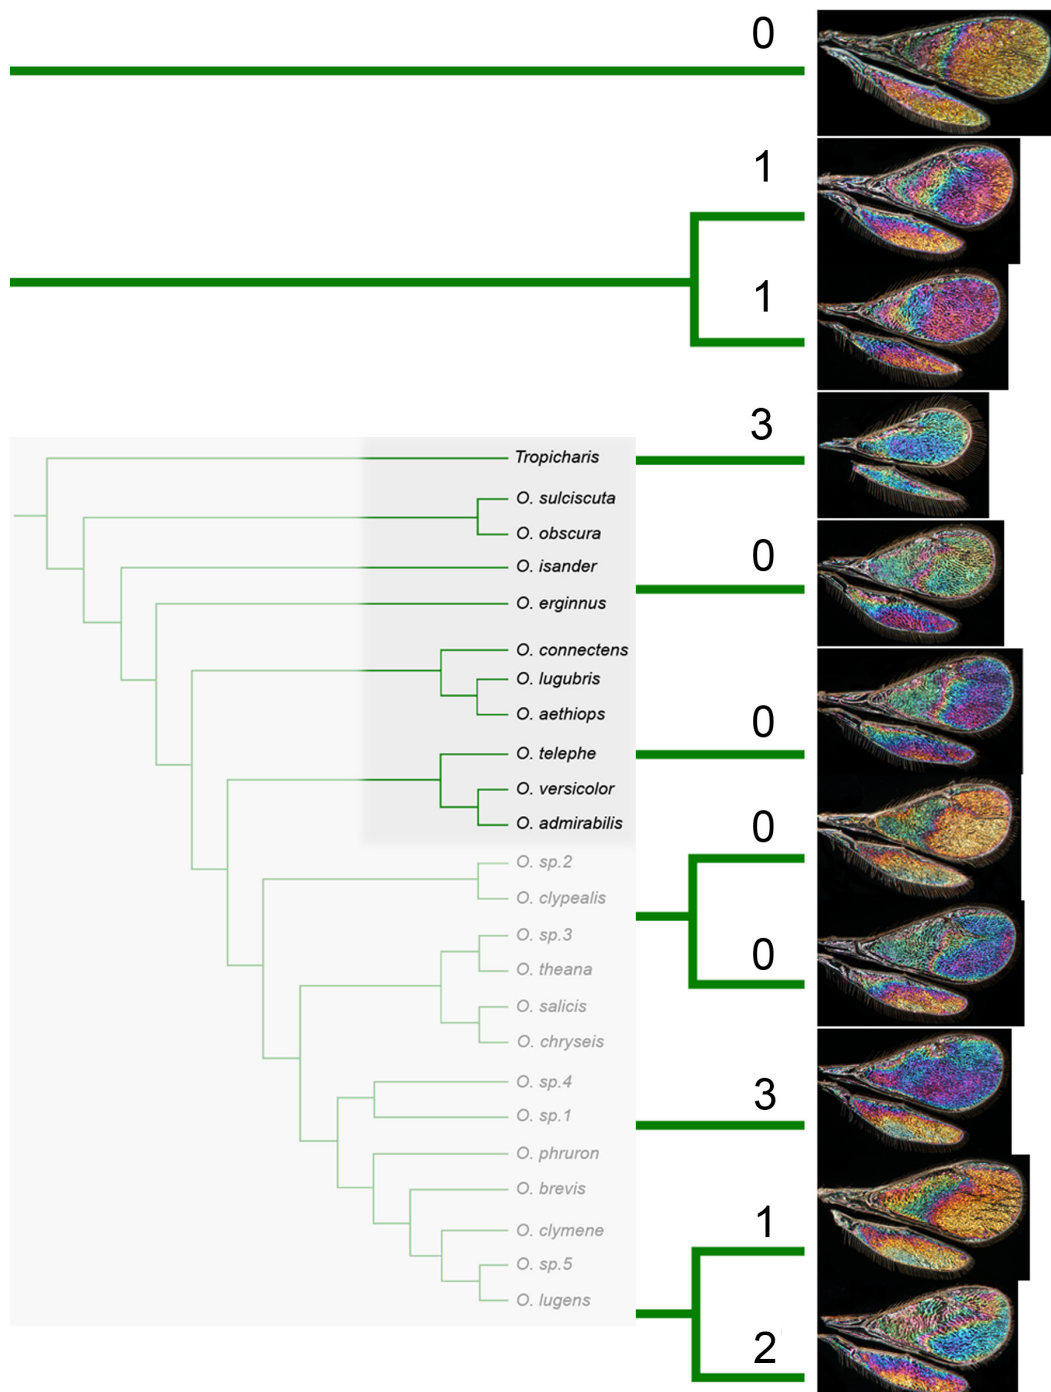 0
1
1
3
Tropicharis
O. sulciscuta
O. obscura
0
O. isander
O. erginnus
O. connectens
O. lugubris
O. aethiops
0
O. telephe
O. versicolor
O. admirabilis
0
O. sp.2
O. clypealis
O. sp.3
0
O. theana
O. salicis
O. chryseis
O. sp.4
3
O. sp.1
O. phruron
O. brevis
1
O. clymene
O. sp.5
O. lugens
2